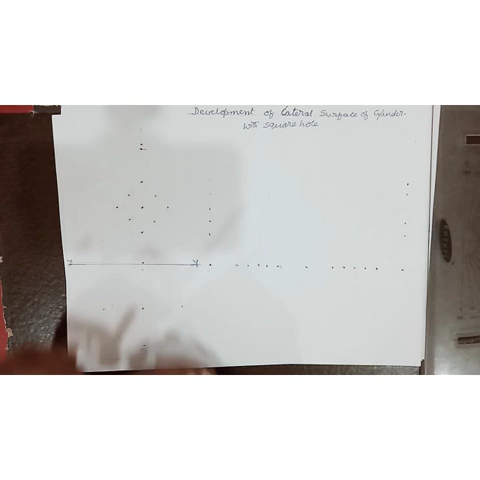 Development of Lateral Surface of Cylinder-
with square hole